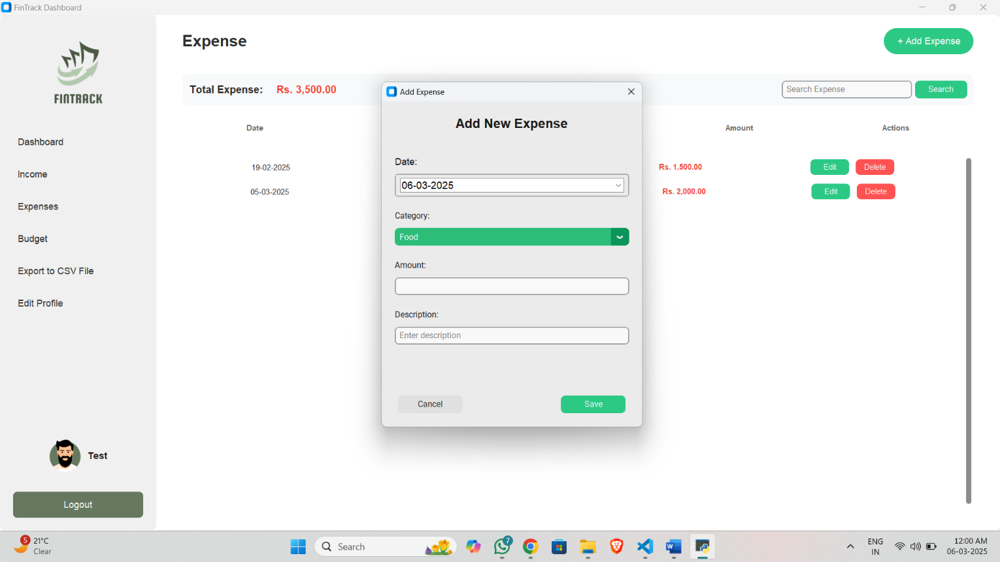 FinTrack Dashboard
FINTRACK
Dashboard
Income
Expenses
Budget
Export to CSV File
Edit Profile
Test
Logout
Expense
+ Add Expense
Total Expense: Rs. 3,500.00
Search Expense
Search
Date
Amount
Actions
19-02-2025
Rs. 1,500.00
Edit
Delete
05-03-2025
Rs. 2,000.00
Edit
Delete
Add Expense
Add New Expense
Date:
06-03-2025
Category:
Food
Amount:
Description:
Enter description
Cancel
Save
5
21°C
Clear
Search
7
ENG
IN
12:00 AM
06-03-2025